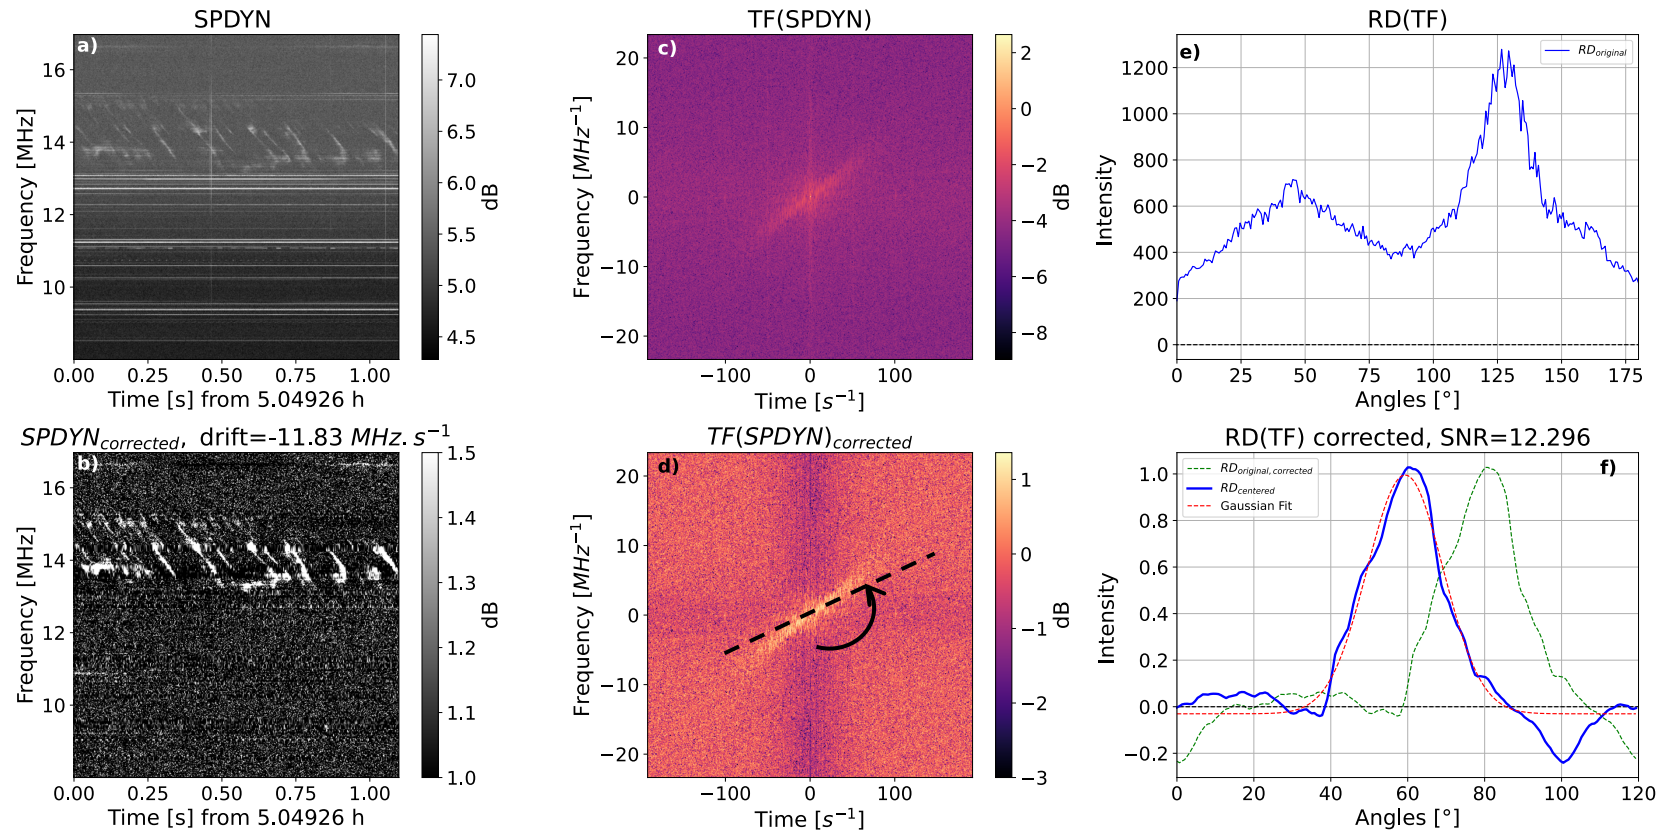 SPDYN
a)
16
14
12
10
Frequency [MHz]
0.00 0.25 0.50 0.75 1.00
Time [s] from 5.04926 h
7.0
6.5
6.0
5.5
5.0
4.5
dB
TF(SPDYN)
c)
20
10
0
−10
−20
Frequency [MHz⁻¹]
−100 0 100
Time [s⁻¹]
2
0
−2
−4
−6
−8
dB
RD(TF)
e)
RD_original
1200
1000
800
600
400
200
0
Intensity
0 25 50 75 100 125 150 175 180
Angles [°]
SPDYN_corrected, drift=-11.83 MHz.s⁻¹
b)
16
14
12
10
Frequency [MHz]
0.00 0.25 0.50 0.75 1.00
Time [s] from 5.04926 h
1.5
1.4
1.3
1.2
1.1
1.0
dB
TF(SPDYN)_corrected
d)
20
10
0
−10
−20
Frequency [MHz⁻¹]
−100 0 100
Time [s⁻¹]
1
0
−1
−2
−3
dB
RD(TF) corrected, SNR=12.296
f)
RD_original, corrected
RD_centered
Gaussian Fit
1.0
0.8
0.6
0.4
0.2
0.0
−0.2
Intensity
0 20 40 60 80 100 120
Angles [°]